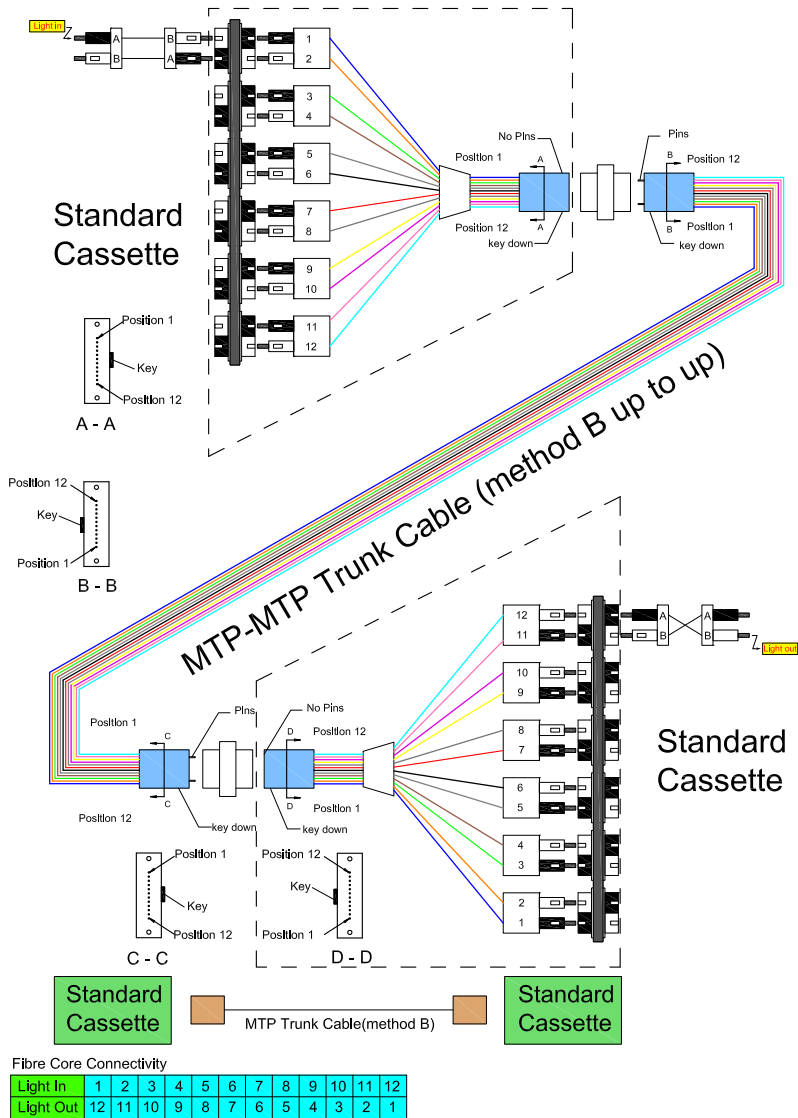 Light in
A B
B A
1
2
3
4
5
6
7
8
9
10
11
12
Standard
Cassette
No PIns
Pins
PositIon 1
A
B
Position 12
PositIon 12
A
B
PositIon 1
key down
key down
Position 1
Key
Position 12
A - A
PositIon 12
Key
Position 1
B - B
MTP-MTP Trunk Cable (method B up to up)
12
11
10
9
8
7
6
5
4
3
2
1
A A
B B
Light out
Standard
Cassette
PositIon 1
C
PIns
No Pins
D
PositIon 12
C
D
PositIon 1
PositIon 12
key down
key down
PositIon 1
Key
PositIon 12
C - C
PositIon 12
Key
PositIon 1
D - D
Standard
Cassette
MTP Trunk Cable(method B)
Standard
Cassette
Fibre Core Connectivity
Light In 1 2 3 4 5 6 7 8 9 10 11 12
Light Out 12 11 10 9 8 7 6 5 4 3 2 1